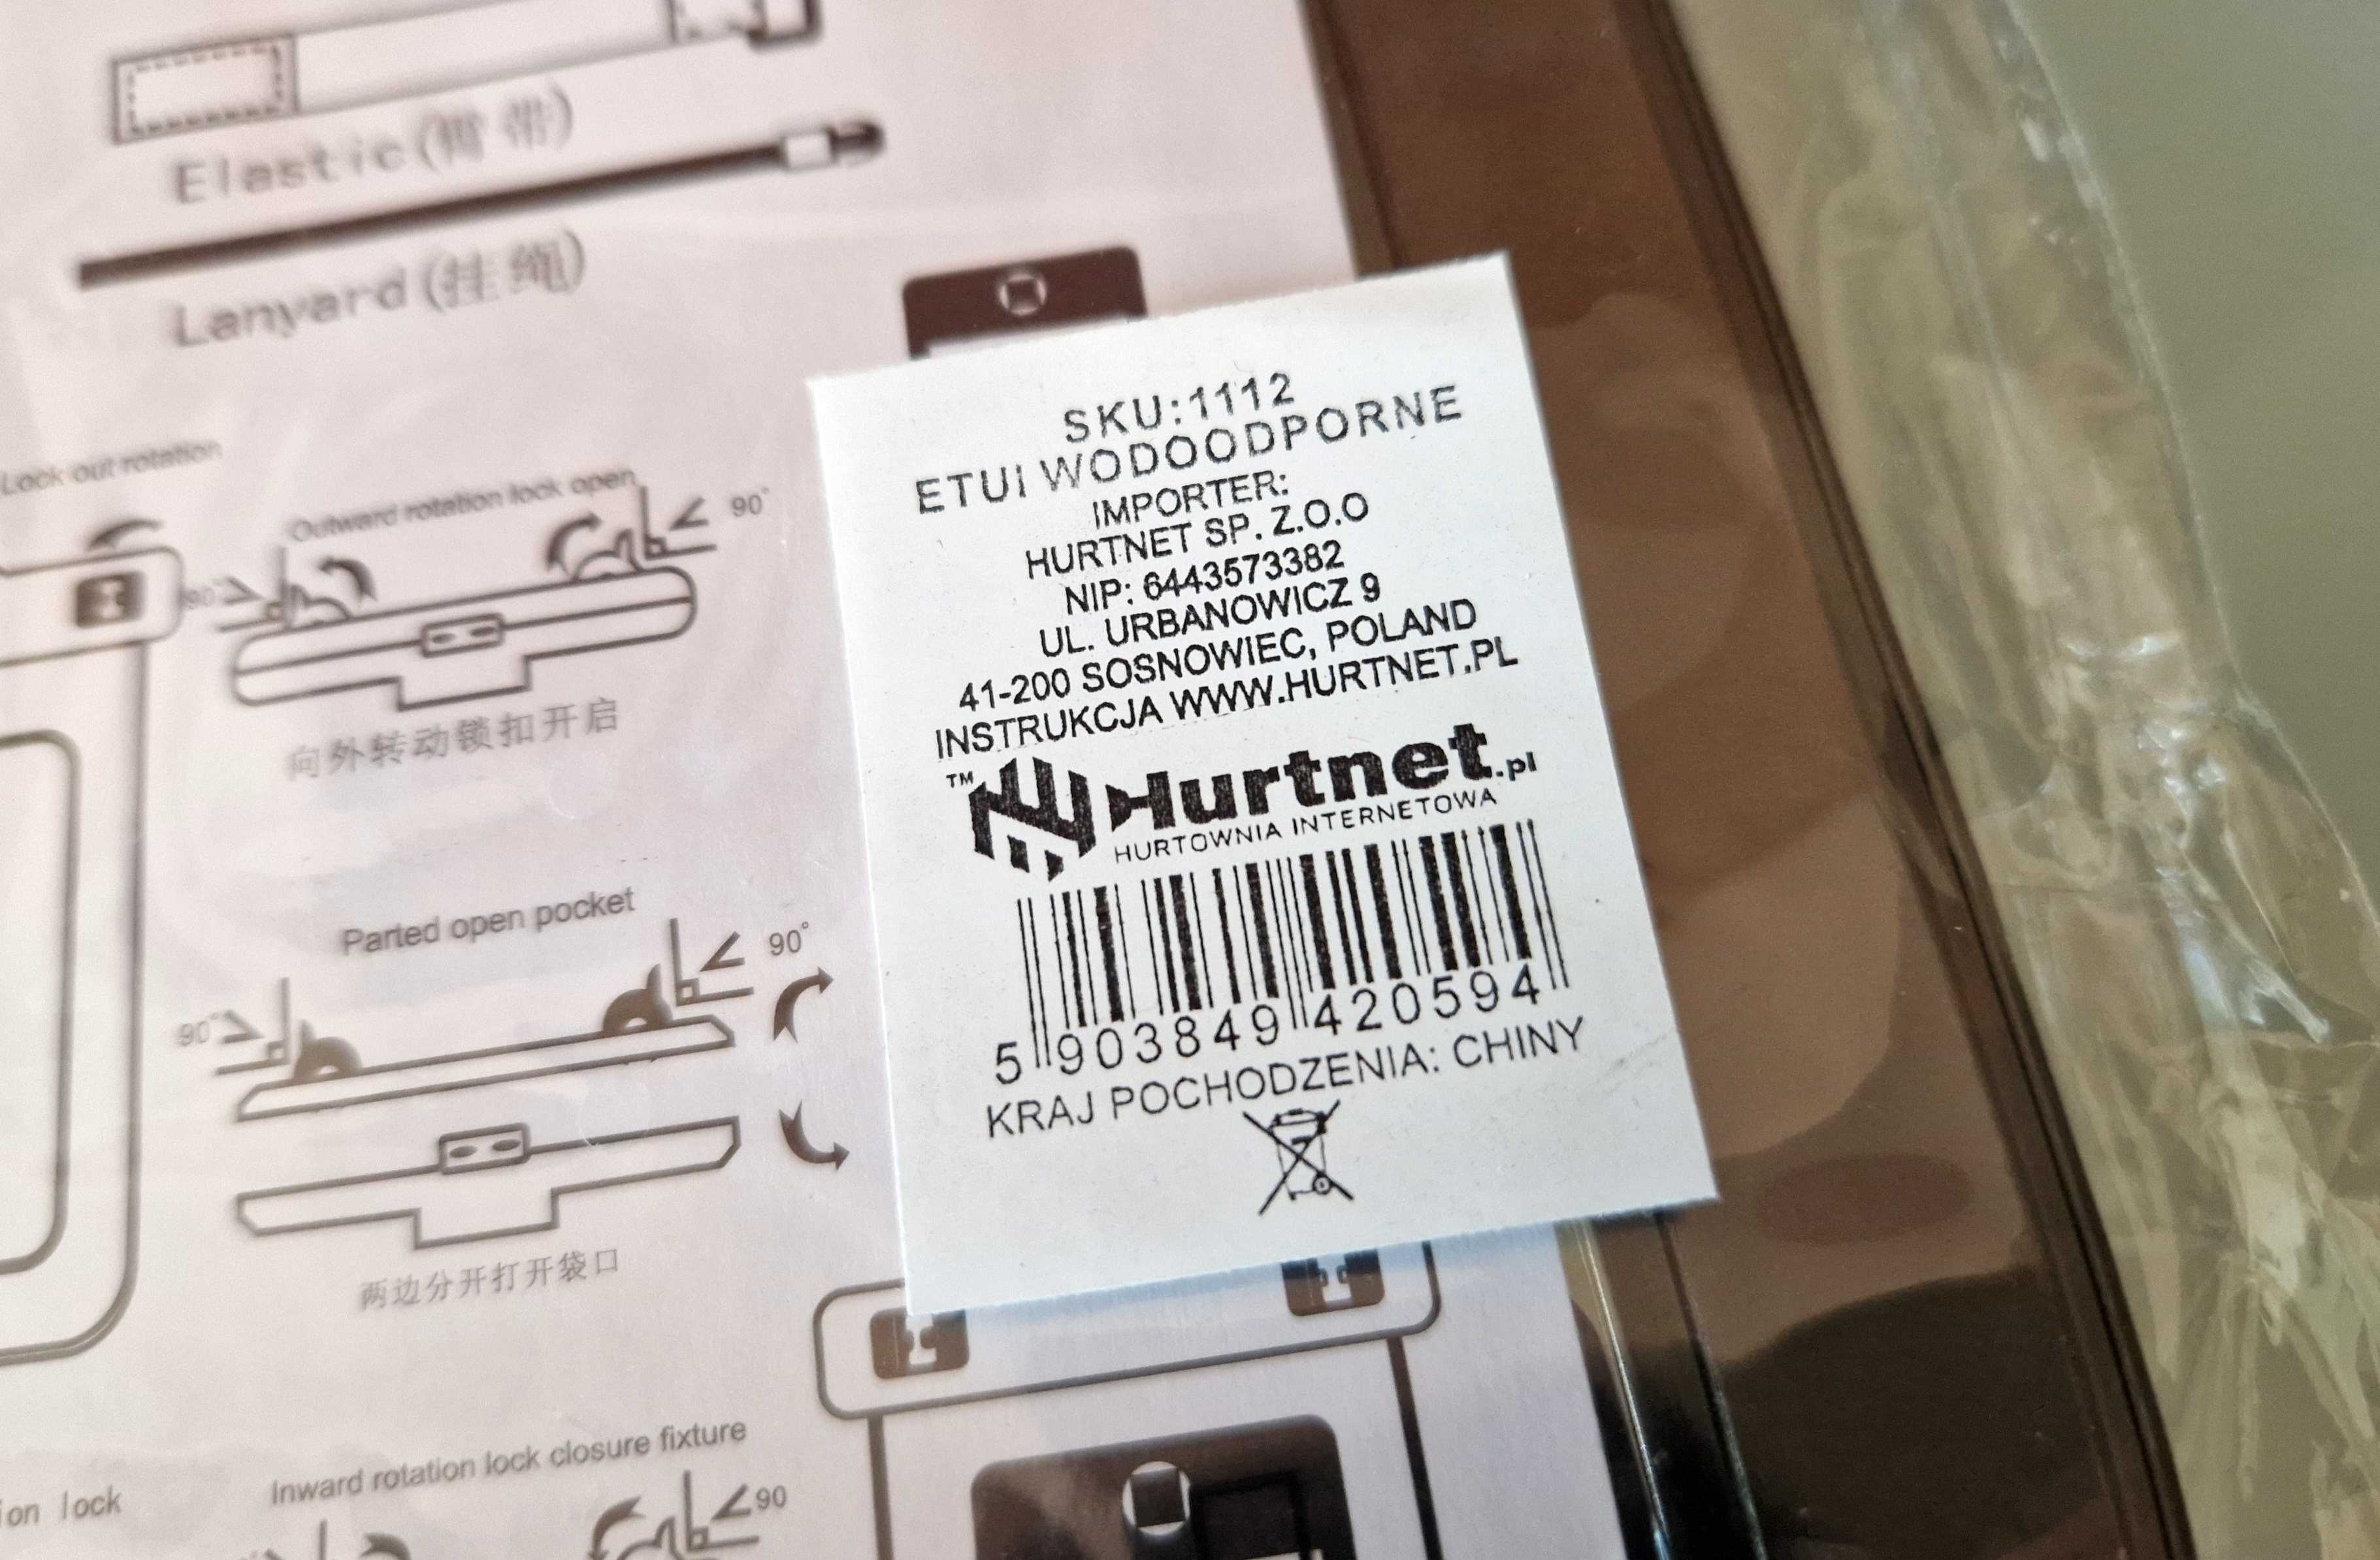 Elastic(臂带)
Lanyard(挂绳)
Lock out rotation
Outward rotation lock open
90°
90°
向外转动锁扣开启
Parted open pocket
90°
90°
两边分开打开袋口
Inward rotation lock closure fixture
ion lock
90
SKU:1112
ETUI WODOODPORNE
IMPORTER:
HURTNET SP. Z.O.O
NIP: 6443573382
UL. URBANOWICZ 9
41-200 SOSNOWIEC, POLAND
INSTRUKCJA WWW.HURTNET.PL
™ Hurtnet.pl
HURTOWNIA INTERNETOWA
5 903849 420594
KRAJ POCHODZENIA: CHINY